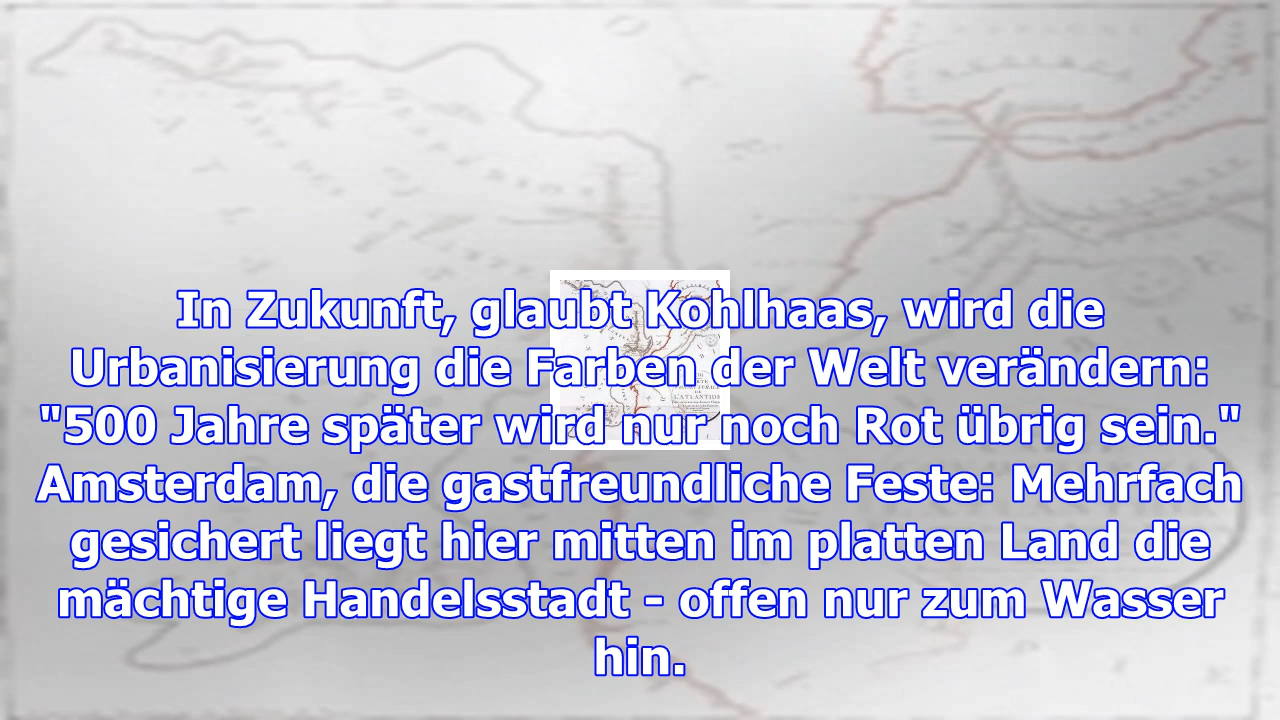 In Zukunft, glaubt Kohlhaas, wird die
Urbanisierung die Farben der Welt verändern:
"500 Jahre später wird nur noch Rot übrig sein."
Amsterdam, die gastfreundliche Feste: Mehrfach
gesichert liegt hier mitten im platten Land die
mächtige Handelsstadt - offen nur zum Wasser
hin.